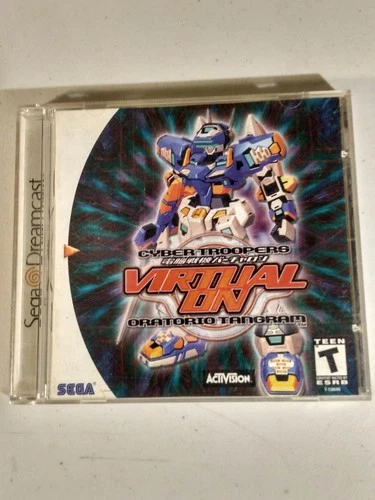 Sega Dreamcast
CYBER TROOPERS
電脳戦機バーチャロン
VIRTUAL
ON
ORATORIO TANGRAM
SEGA
ACTIVISION
TEEN
T
ESRB